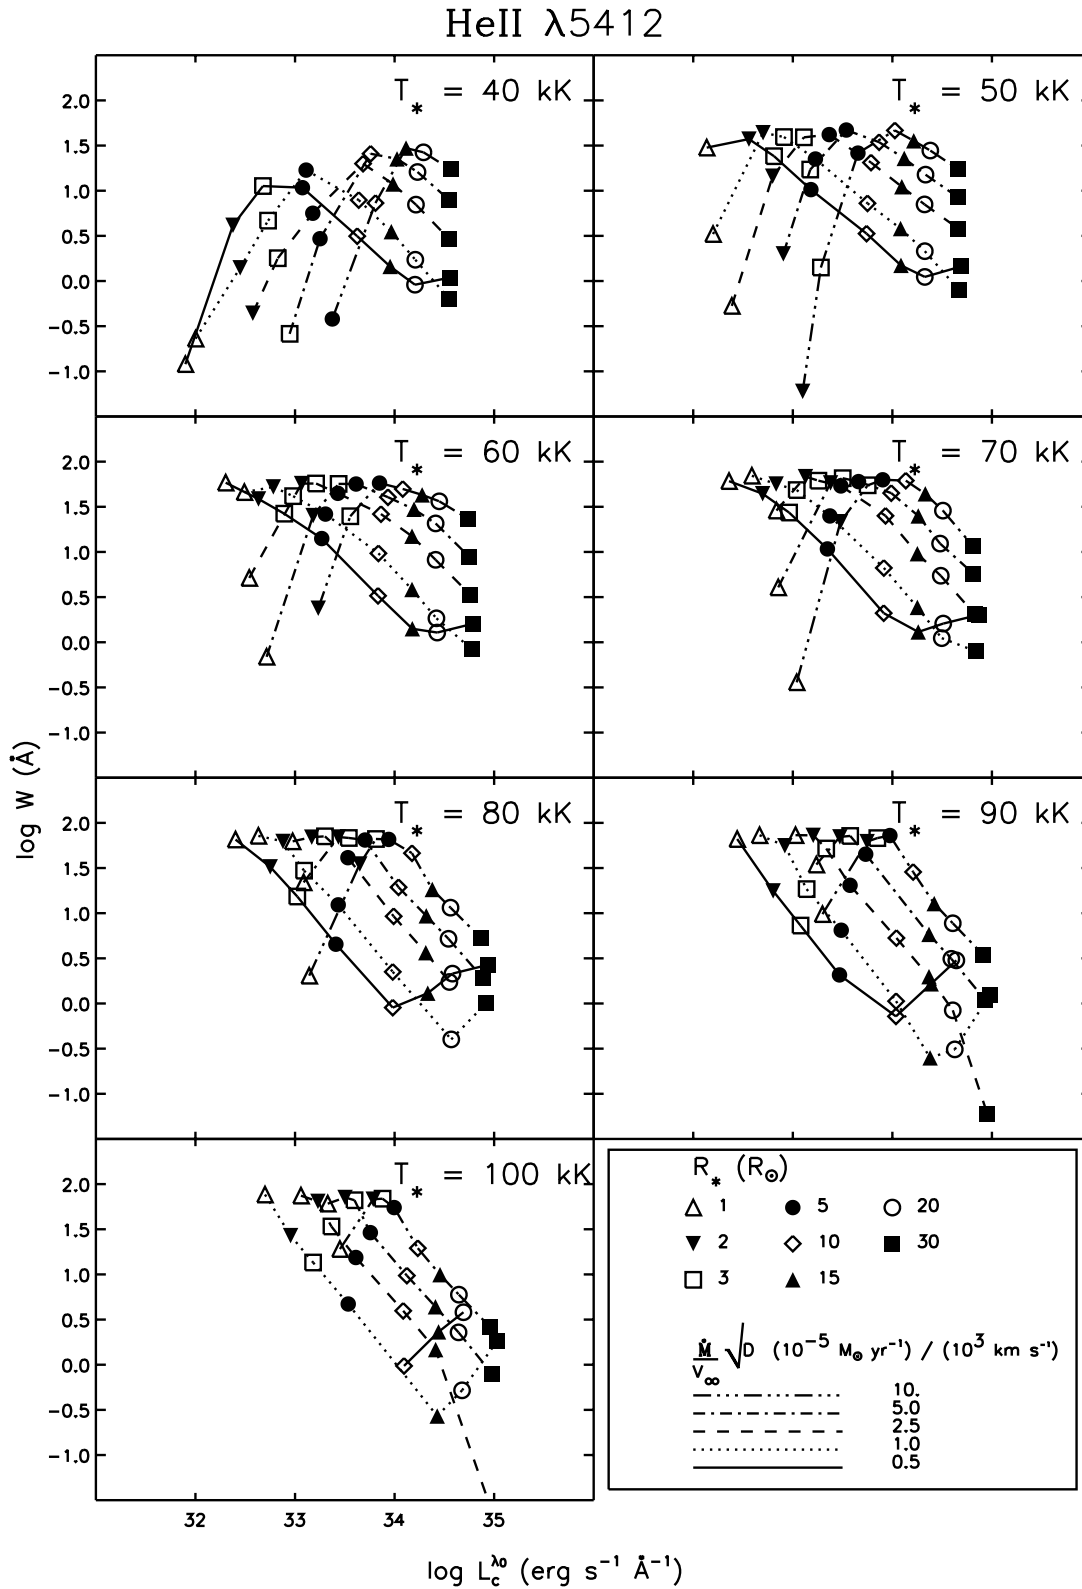 HeII λ5412
T* = 40 kK
T* = 50 kK
2.0
1.5
1.0
0.5
0.0
−0.5
−1.0
T* = 60 kK
T* = 70 kK
2.0
1.5
1.0
0.5
0.0
−0.5
−1.0
log W (Å)
T* = 80 kK
T* = 90 kK
2.0
1.5
1.0
0.5
0.0
−0.5
−1.0
T* = 100 kK
2.0
1.5
1.0
0.5
0.0
−0.5
−1.0
32 33 34 35
log L_c^λ0 (erg s⁻¹ Å⁻¹)
R* (R⊙)
1 5 20
2 10 30
3 15
Ṁ/V∞ √D (10⁻⁵ M⊙ yr⁻¹) / (10³ km s⁻¹)
10.
5.0
2.5
1.0
0.5